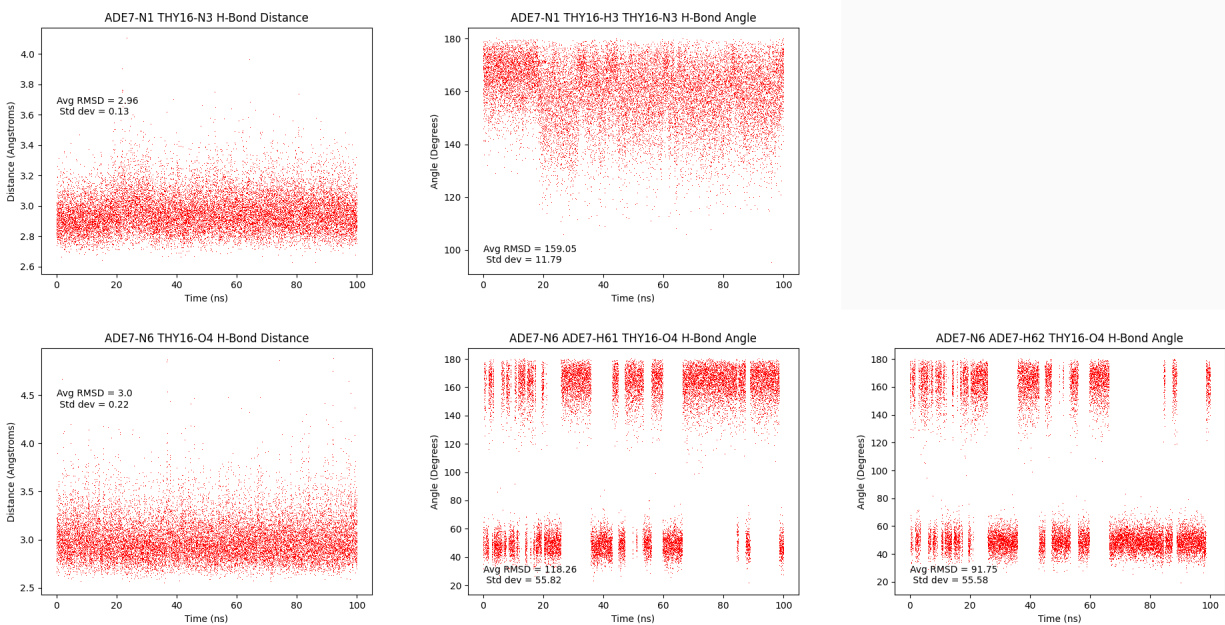 ADE7-N1 THY16-N3 H-Bond Distance
Distance (Angstroms)
4.0
3.8
3.6
3.4
3.2
3.0
2.8
2.6
Avg RMSD = 2.96
Std dev = 0.13
0 20 40 60 80 100
Time (ns)
ADE7-N1 THY16-H3 THY16-N3 H-Bond Angle
Angle (Degrees)
180
160
140
120
100
Avg RMSD = 159.05
Std dev = 11.79
0 20 40 60 80 100
Time (ns)
ADE7-N6 THY16-O4 H-Bond Distance
Distance (Angstroms)
4.5
4.0
3.5
3.0
2.5
Avg RMSD = 3.0
Std dev = 0.22
0 20 40 60 80 100
Time (ns)
ADE7-N6 ADE7-H61 THY16-O4 H-Bond Angle
Angle (Degrees)
180
160
140
120
100
80
60
40
20
Avg RMSD = 118.26
Std dev = 55.82
0 20 40 60 80 100
Time (ns)
ADE7-N6 ADE7-H62 THY16-O4 H-Bond Angle
Angle (Degrees)
180
160
140
120
100
80
60
40
20
Avg RMSD = 91.75
Std dev = 55.58
0 20 40 60 80 100
Time (ns)